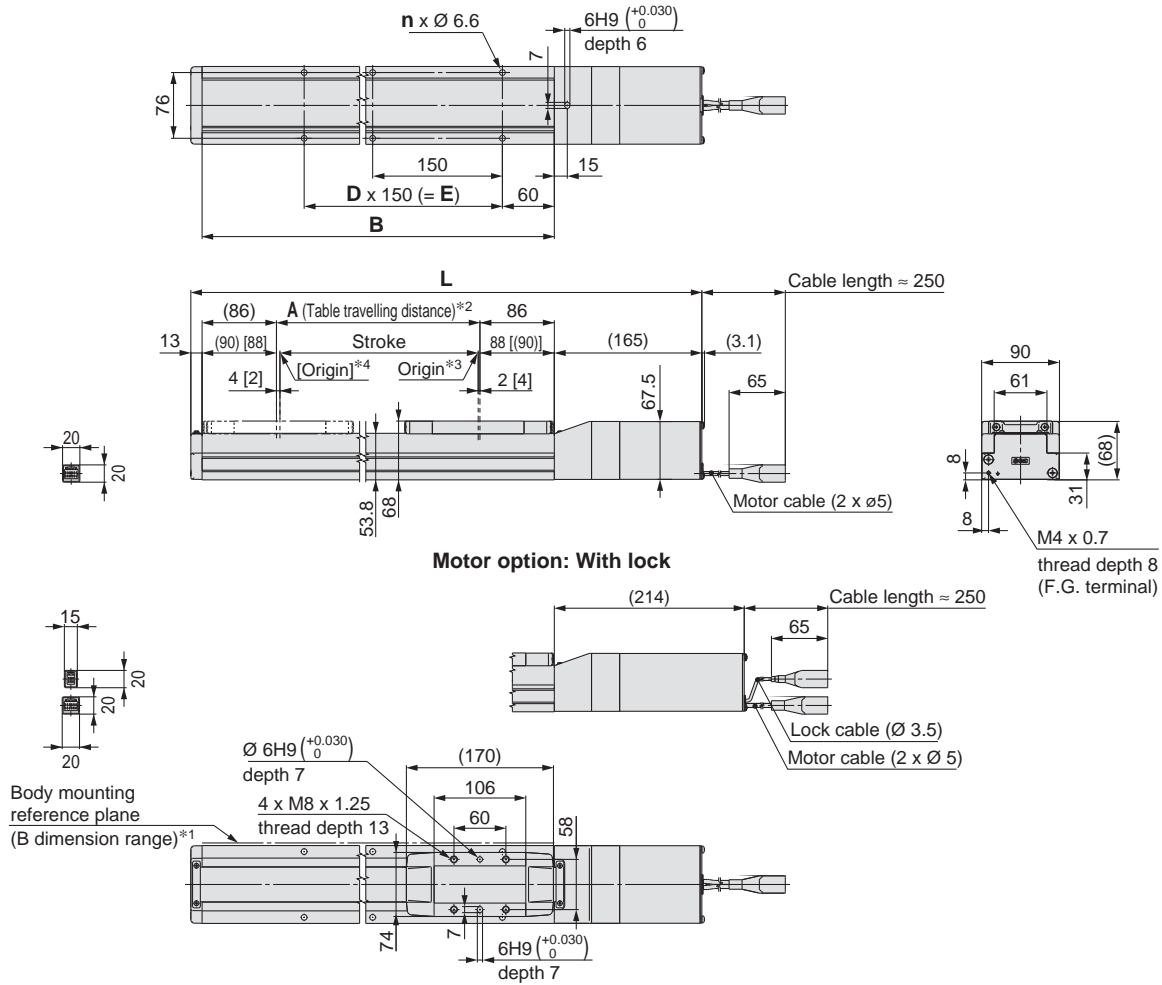 n x Ø 6.6
6H9 (+0.030 0)
depth 6
7
76
150
15
D x 150 (= E)
60
B
L
Cable length ≈ 250
(86)
A (Table travelling distance)*2
86
13
(90) [88]
Stroke
88 [(90)]
(165)
(3.1)
[Origin]*4
Origin*3
4 [2]
2 [4]
67.5
65
90
61
20
20
53.8
68
Motor cable (2 x ø5)
8
(68)
31
8
M4 x 0.7
thread depth 8
(F.G. terminal)
Motor option: With lock
(214)
Cable length ≈ 250
65
15
20
20
20
Lock cable (Ø 3.5)
Motor cable (2 x Ø 5)
Ø 6H9 (+0.030 0)
depth 7
(170)
106
Body mounting
reference plane
(B dimension range)*1
4 x M8 x 1.25
thread depth 13
60
58
74
7
6H9 (+0.030 0)
depth 7